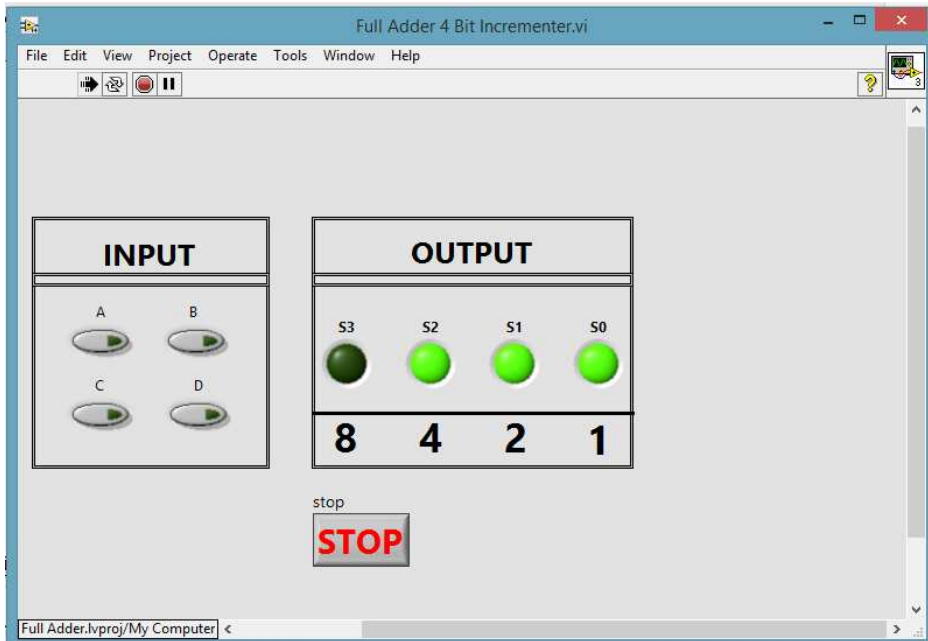 Full Adder 4 Bit Incrementer.vi
File Edit View Project Operate Tools Window Help
?
3
INPUT
OUTPUT
A B
S3 S2 S1 S0
C D
8 4 2 1
stop
STOP
Full Adder.lvproj/My Computer